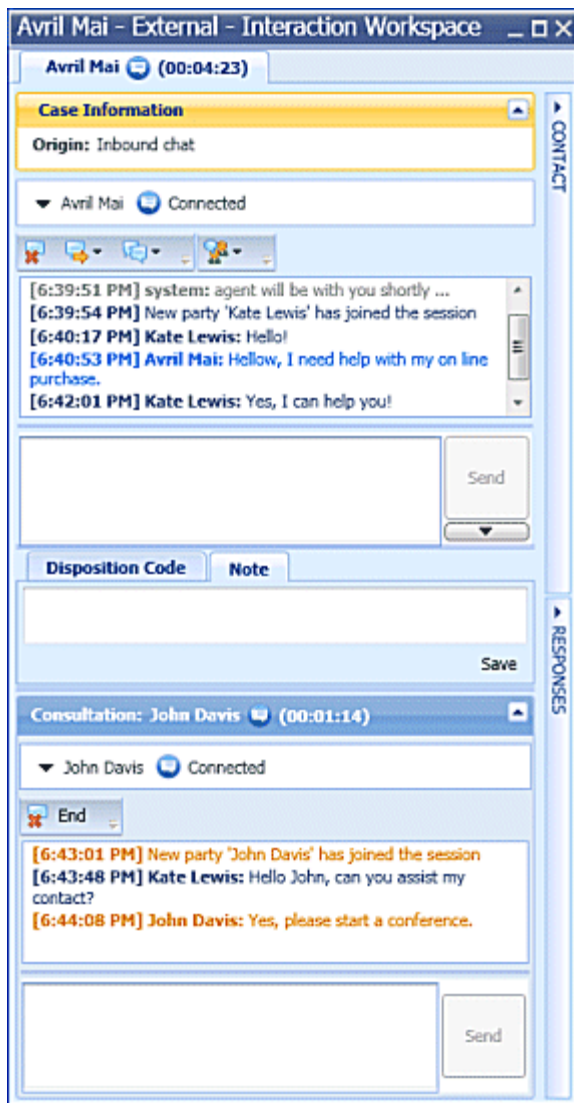 Avril Mai - External - Interaction Workspace
Avril Mai (00:04:23)
Case Information
Origin: Inbound chat
CONTACT
Avril Mai Connected
[6:39:51 PM] system: agent will be with you shortly ...
[6:39:54 PM] New party 'Kate Lewis' has joined the session
[6:40:17 PM] Kate Lewis: Hello!
[6:40:53 PM] Avril Mai: Hellow, I need help with my on line
purchase.
[6:42:01 PM] Kate Lewis: Yes, I can help you!
Send
Disposition Code Note
Save
RESPONSES
Consultation: John Davis (00:01:14)
John Davis Connected
End
[6:43:01 PM] New party 'John Davis' has joined the session
[6:43:48 PM] Kate Lewis: Hello John, can you assist my
contact?
[6:44:08 PM] John Davis: Yes, please start a conference.
Send